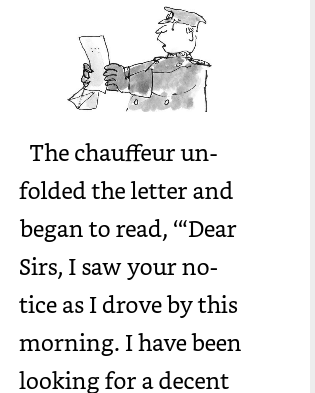 The chauffeur un-
folded the letter and
began to read, “‘Dear
Sirs, I saw your no-
tice as I drove by this
morning. I have been
looking for a decent